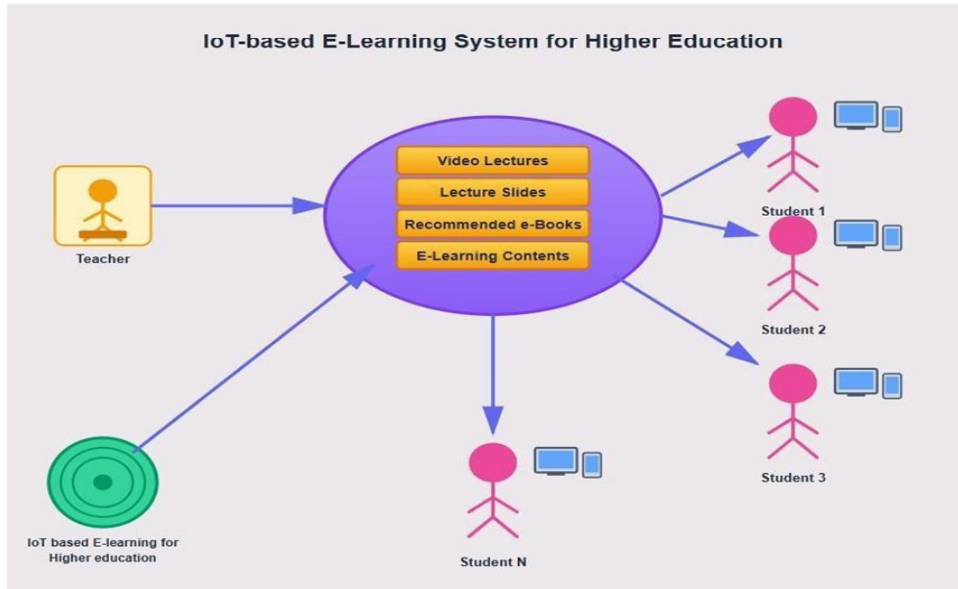 IoT-based E-Learning System for Higher Education
Video Lectures
Lecture Slides
Recommended e-Books
E-Learning Contents
Teacher
Student 1
Student 2
Student 3
Student N
IoT based E-learning for
Higher education